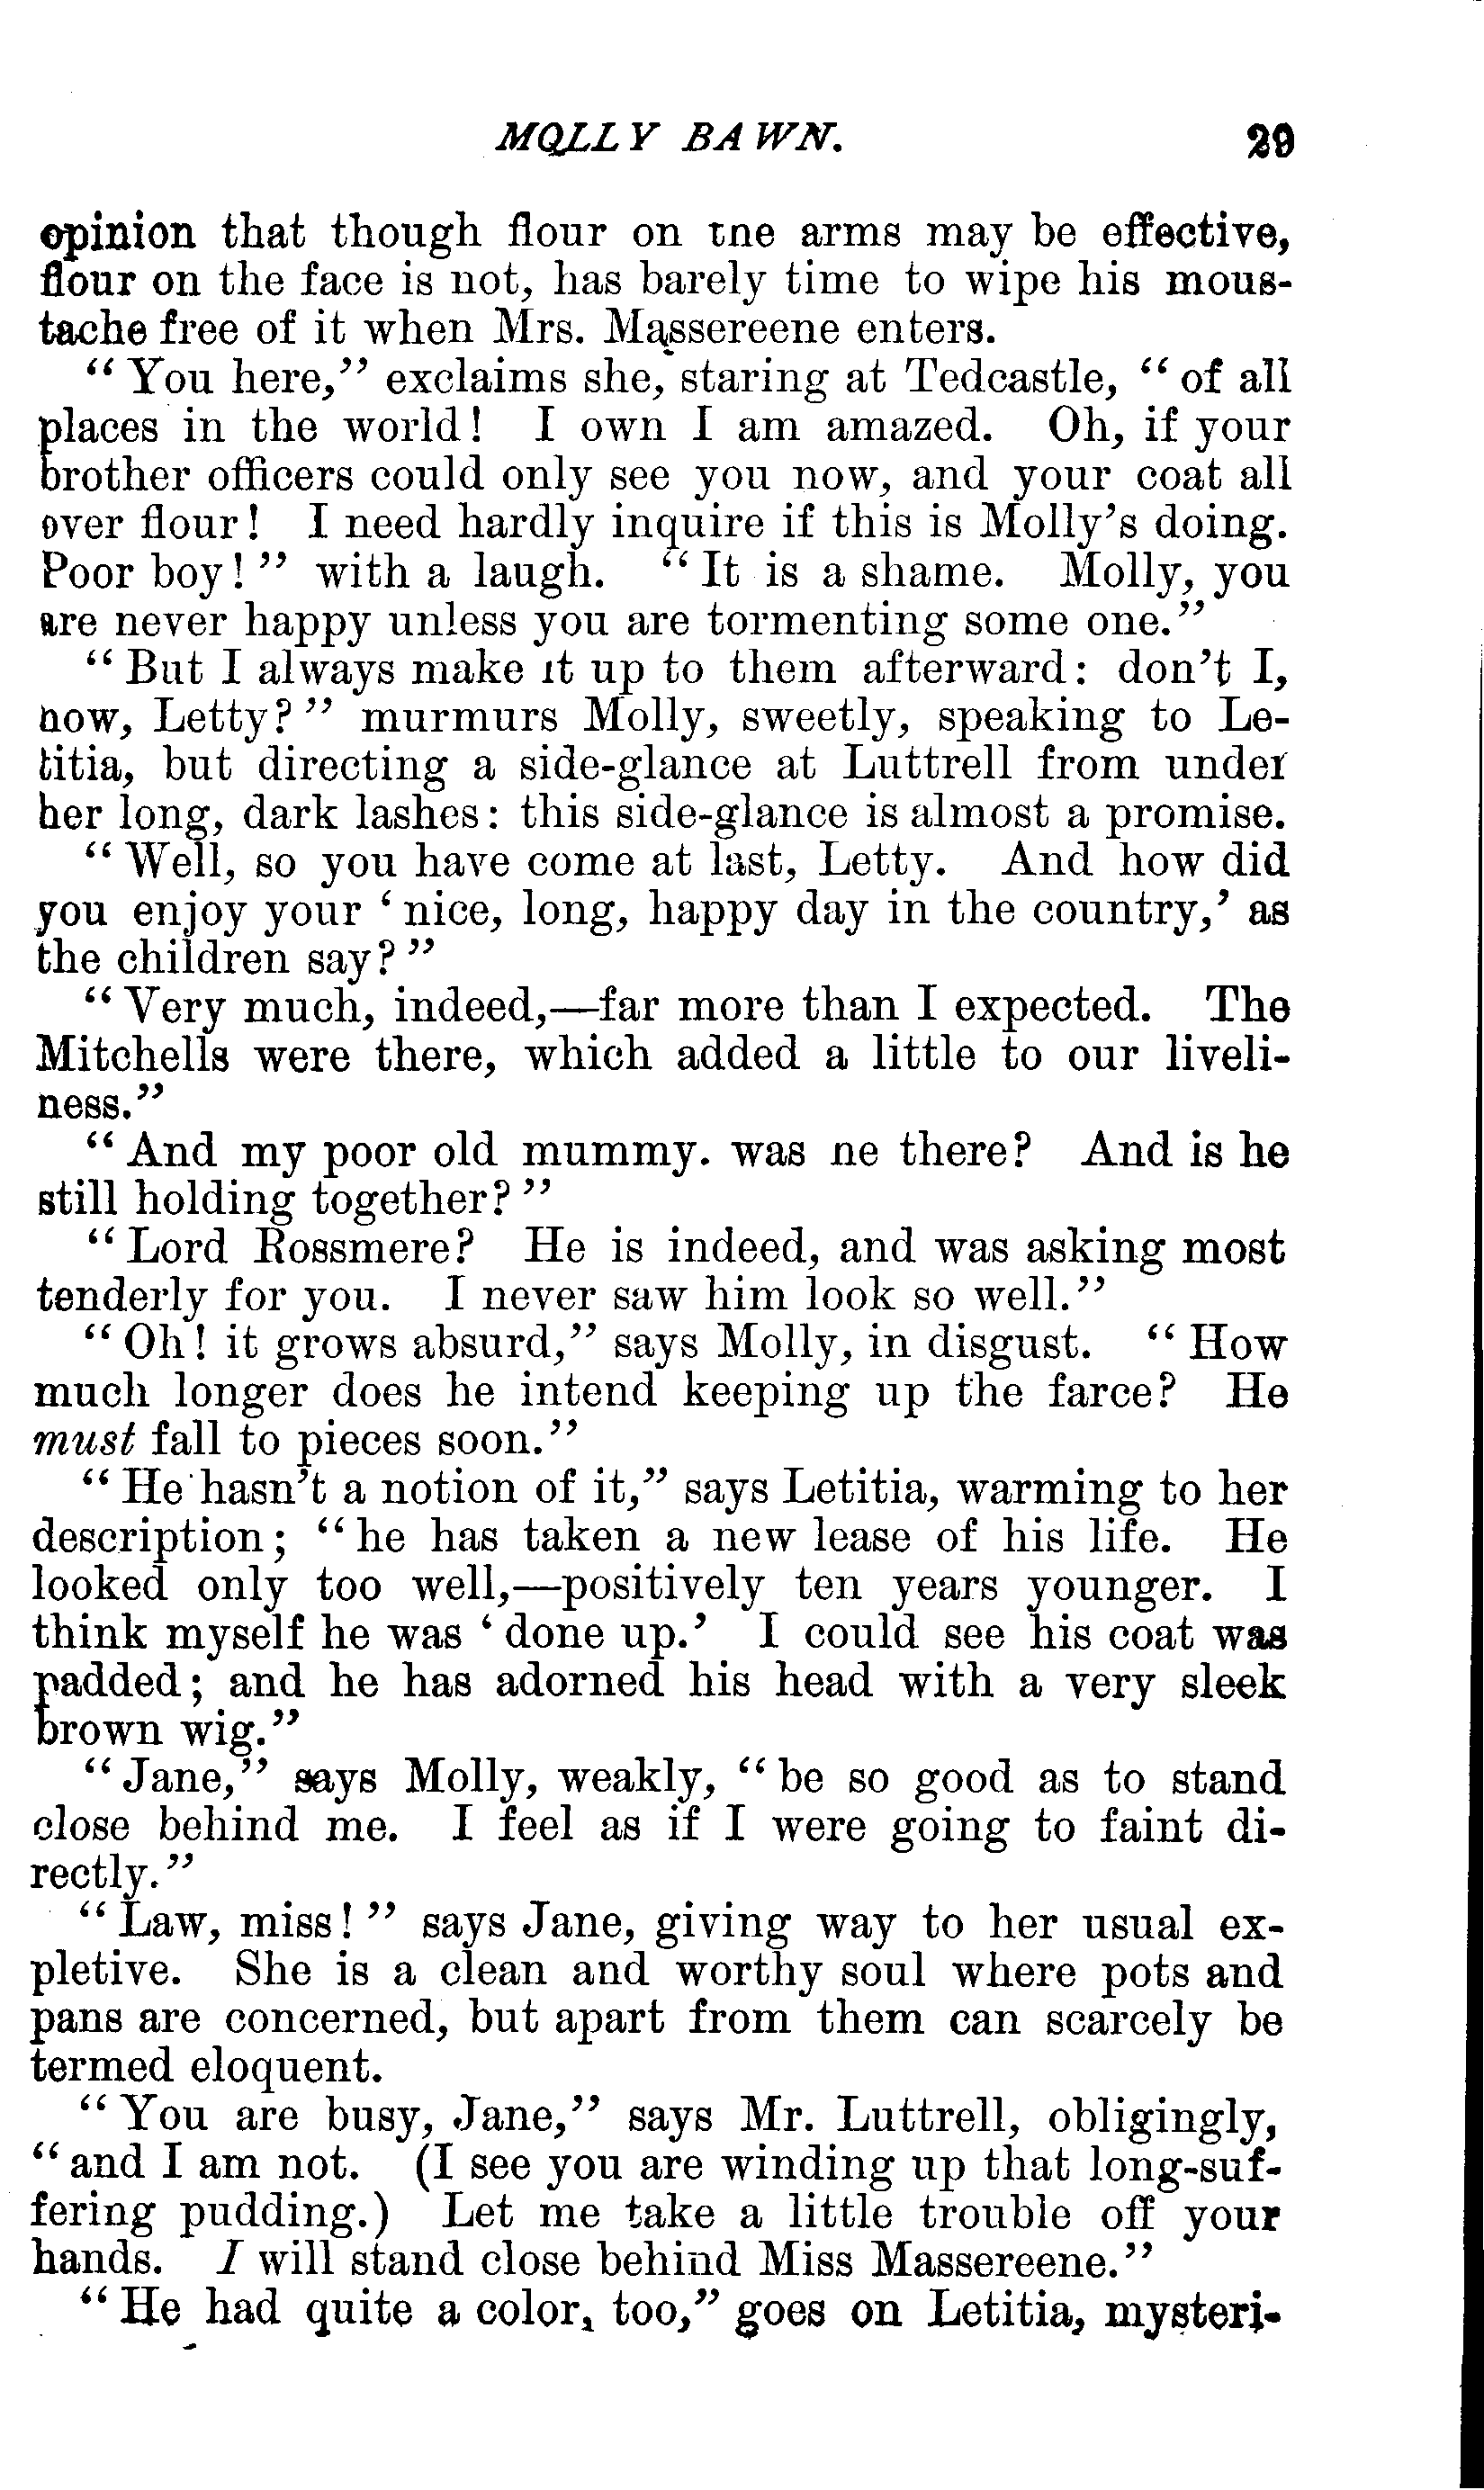 MOLLY BAWN. 29
opinion that though flour on the arms may be effective,
flour on the face is not, has barely time to wipe his mous-
tache free of it when Mrs. Massereene enters.
“ You here,” exclaims she, staring at Tedcastle, “ of all
places in the world! I own I am amazed. Oh, if your
brother officers could only see you now, and your coat all
over flour! I need hardly inquire if this is Molly’s doing.
Poor boy! ” with a laugh. “ It is a shame. Molly, you
are never happy unless you are tormenting some one.”
“ But I always make it up to them afterward: don’t I,
now, Letty? ” murmurs Molly, sweetly, speaking to Le-
titia, but directing a side-glance at Luttrell from under
her long, dark lashes: this side-glance is almost a promise.
“ Well, so you have come at last, Letty. And how did
you enjoy your ‘ nice, long, happy day in the country,’ as
the children say? ”
“ Very much, indeed,—far more than I expected. The
Mitchells were there, which added a little to our liveli-
ness.”
“ And my poor old mummy. was he there? And is he
still holding together? ”
“ Lord Rossmere? He is indeed, and was asking most
tenderly for you. I never saw him look so well.”
“ Oh! it grows absurd,” says Molly, in disgust. “ How
much longer does he intend keeping up the farce? He
must fall to pieces soon.”
“ He hasn’t a notion of it,” says Letitia, warming to her
description; “ he has taken a new lease of his life. He
looked only too well,—positively ten years younger. I
think myself he was ‘ done up.’ I could see his coat was
padded; and he has adorned his head with a very sleek
brown wig.”
“ Jane,” says Molly, weakly, “ be so good as to stand
close behind me. I feel as if I were going to faint di-
rectly.”
“ Law, miss! ” says Jane, giving way to her usual ex-
pletive. She is a clean and worthy soul where pots and
pans are concerned, but apart from them can scarcely be
termed eloquent.
“ You are busy, Jane,” says Mr. Luttrell, obligingly,
“ and I am not. (I see you are winding up that long-suf-
fering pudding.) Let me take a little trouble off your
hands. I will stand close behind Miss Massereene.”
“ He had quite a color, too,” goes on Letitia, mysteri-